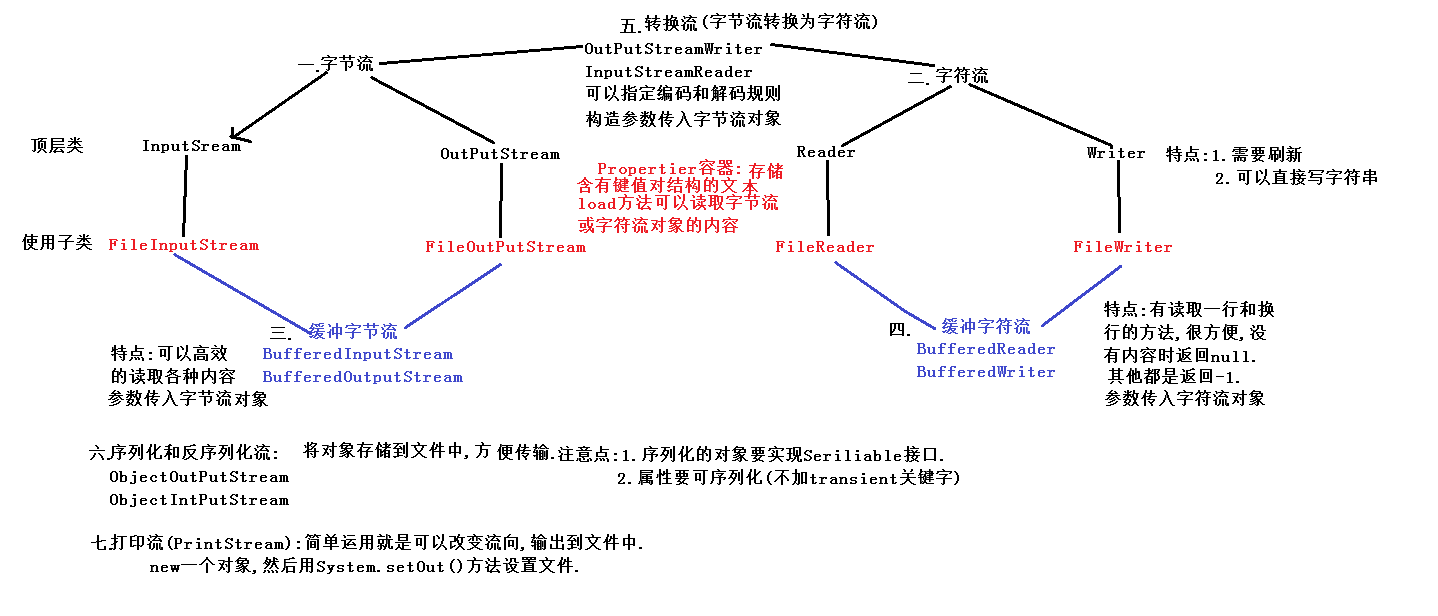 五.转换流(字节流转换为字符流)
OutPutStreamWriter
InputStreamReader
可以指定编码和解码规则
构造参数传入字节流对象
一.字节流
二.字符流
顶层类
InputSream
OutPutStream
Reader
Writer
特点:1.需要刷新
2.可以直接写字符串
Propertier容器:存储
含有键值对结构的文本
load方法可以读取字节流
或字符流对象的内容
使用子类
FileInputStream
FileOutPutStream
FileReader
FileWriter
三.缓冲字节流
BufferedInputStream
BufferedOutputStream
特点:可以高效
的读取各种内容
参数传入字节流对象
四.缓冲字符流
BufferedReader
BufferedWriter
特点:有读取一行和换
行的方法,很方便,没
有内容时返回null.
其他都是返回-1.
参数传入字符流对象
六.序列化和反序列化流: 将对象存储到文件中,方便传输.注意点:1.序列化的对象要实现Seriliable接口.
ObjectOutPutStream
2.属性要可序列化(不加transient关键字)
ObjectIntPutStream
七.打印流(PrintStream):简单运用就是可以改变流向,输出到文件中.
new一个对象,然后用System.setOut()方法设置文件.